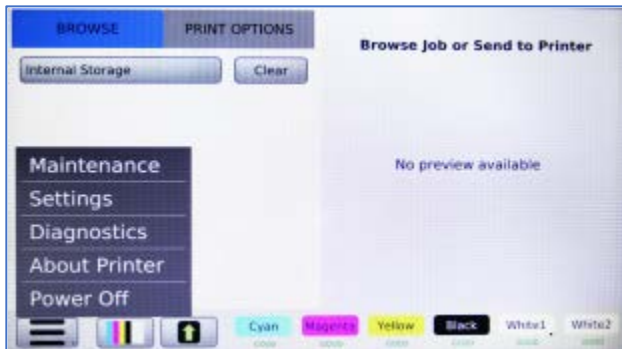 BROWSE
PRINT OPTIONS
Browse Job or Send to Printer
Internal Storage
Clear
No preview available
Maintenance
Settings
Diagnostics
About Printer
Power Off
Cyan
Magenta
Yellow
Black
White1
White2